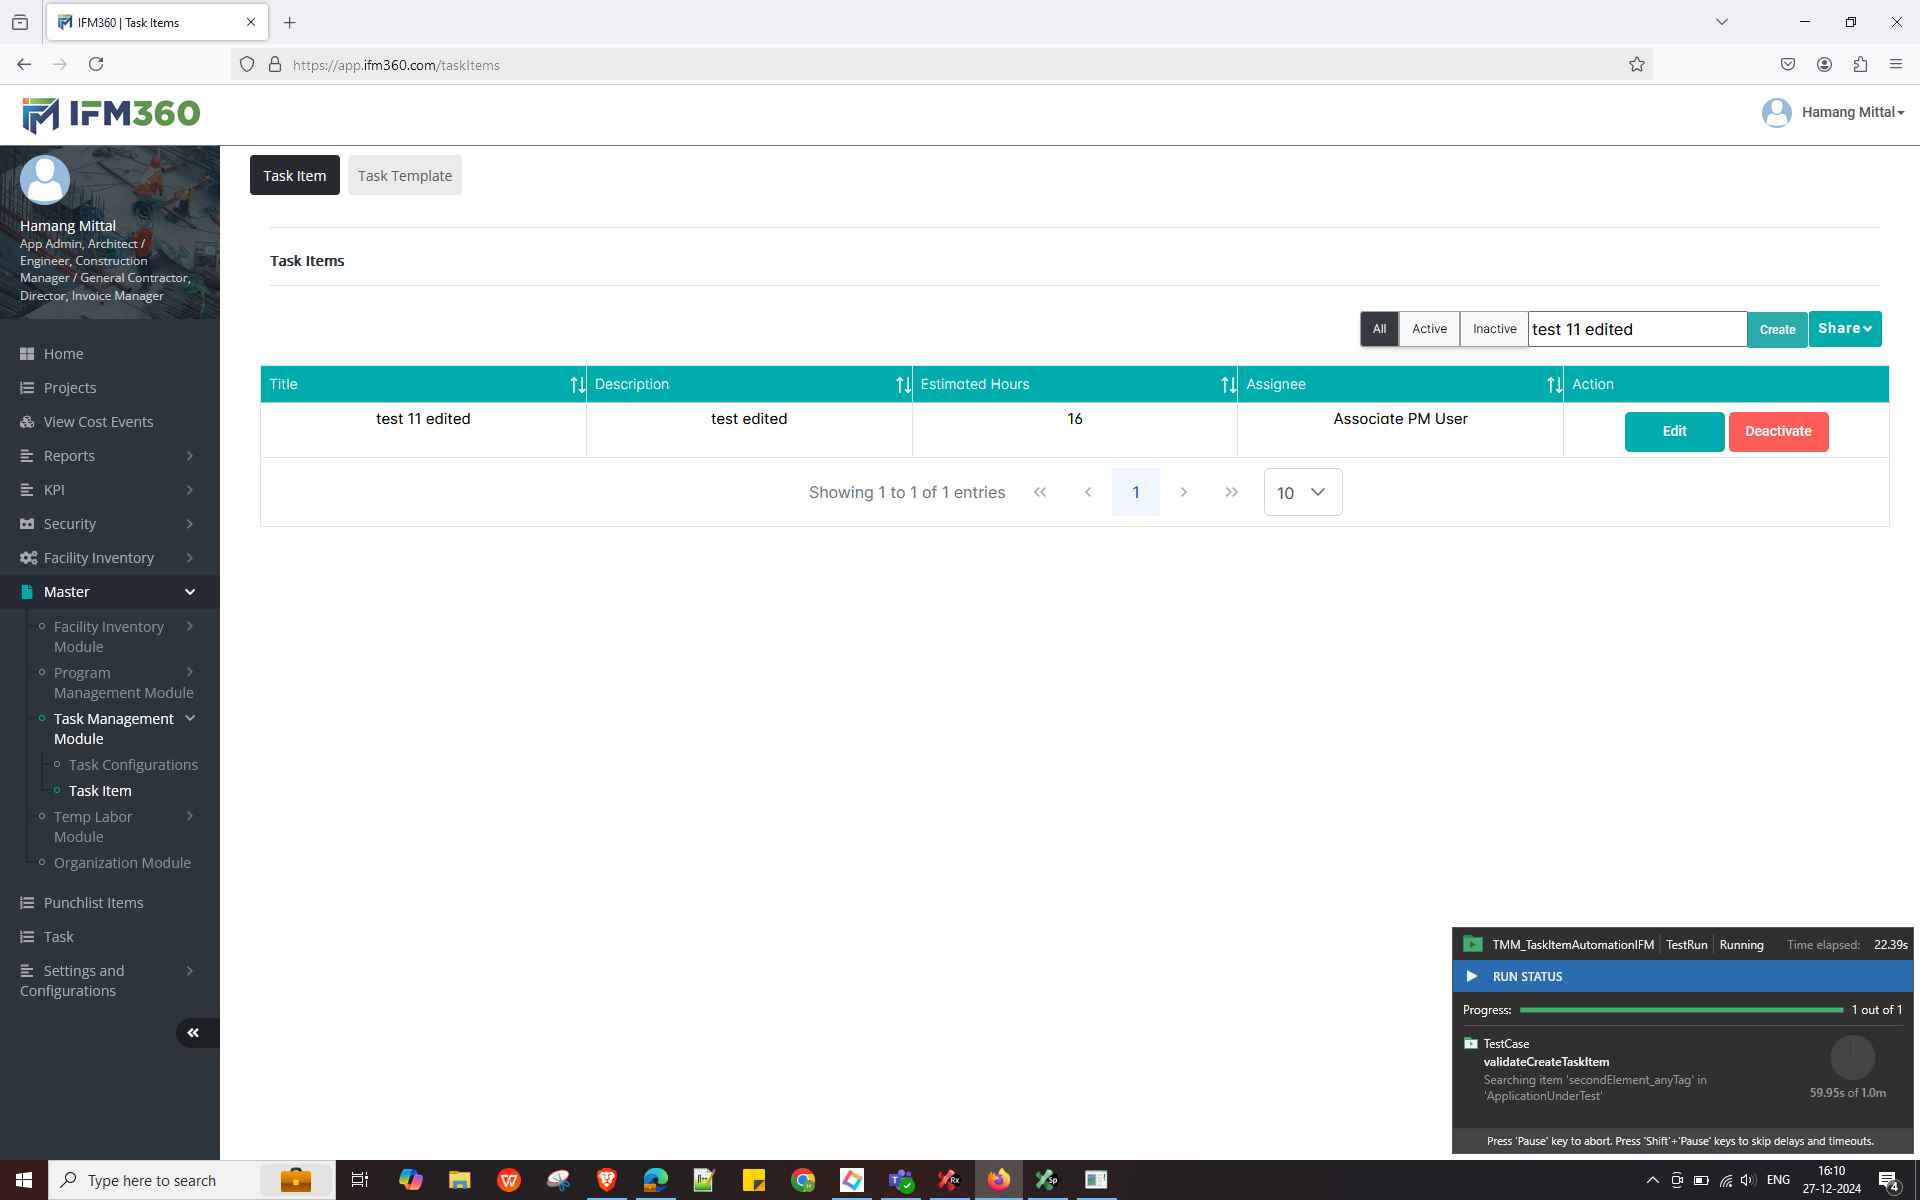 IFM360 | Task Items
https://app.ifm360.com/taskItems
IFM360
Hamang Mittal
Hamang Mittal
App Admin, Architect /
Engineer, Construction
Manager / General Contractor,
Director, Invoice Manager
Home
Projects
View Cost Events
Reports
KPI
Security
Facility Inventory
Master
Facility Inventory
Module
Program
Management Module
Task Management
Module
Task Configurations
Task Item
Temp Labor
Module
Organization Module
Punchlist Items
Task
Settings and
Configurations
Task Item Task Template
Task Items
All Active Inactive test 11 edited Create Share
Title Description Estimated Hours Assignee Action
test 11 edited test edited 16 Associate PM User Edit Deactivate
Showing 1 to 1 of 1 entries 1 10
TMM_TaskItemAutomationIFM TestRun Running Time elapsed: 22.39s
RUN STATUS
Progress: 1 out of 1
TestCase
validateCreateTaskItem
Searching item 'secondElement_anyTag' in
'ApplicationUnderTest'
59.95s of 1.0m
Press 'Pause' key to abort. Press 'Shift'+'Pause' keys to skip delays and timeouts.
Type here to search
Rx
Sp
ENG
16:10
27-12-2024
4